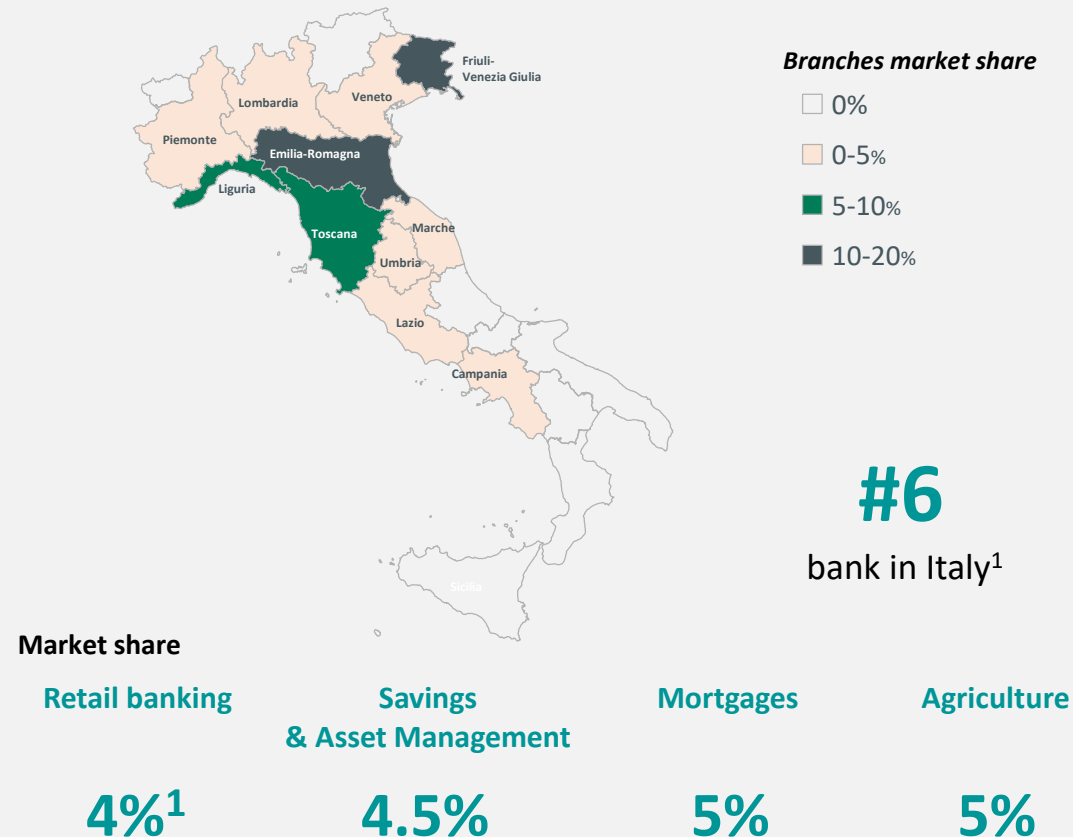 Friuli-
Venezia Giulia
Veneto
Lombardia
Piemonte
Emilia-Romagna
Liguria
Toscana
Marche
Umbria
Lazio
Campania
Sicilia
Branches market share
0%
0-5%
5-10%
10-20%
#6
bank in Italy¹
Market share
Retail banking
4%¹
Savings
& Asset Management
4.5%
Mortgages
5%
Agriculture
5%